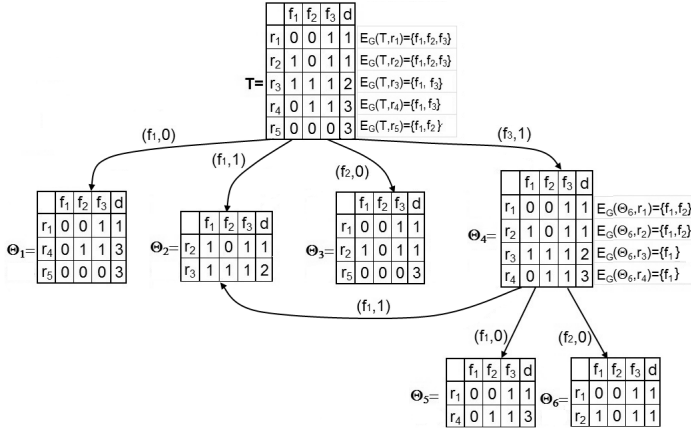 f₁ f₂ f₃ d
r₁ 0 0 1 1 E_G(T,r₁)={f₁,f₂,f₃}
r₂ 1 0 1 1 E_G(T,r₂)={f₁,f₂,f₃}
T= r₃ 1 1 1 2 E_G(T,r₃)={f₁, f₃}
r₄ 0 1 1 3 E_G(T,r₄)={f₁,f₃}
r₅ 0 0 0 3 E_G(T,r₅)={f₁,f₂}
(f₁,0) (f₁,1) (f₂,0) (f₃,1)
f₁ f₂ f₃ d
r₁ 0 0 1 1
Θ₁= r₄ 0 1 1 3
r₅ 0 0 0 3
f₁ f₂ f₃ d
Θ₂= r₂ 1 0 1 1
r₃ 1 1 1 2
f₁ f₂ f₃ d
r₁ 0 0 1 1
Θ₃= r₂ 1 0 1 1
r₅ 0 0 0 3
f₁ f₂ f₃ d
r₁ 0 0 1 1 E_G(Θ₆,r₁)={f₁,f₂}
Θ₄= r₂ 1 0 1 1 E_G(Θ₆,r₂)={f₁,f₂}
r₃ 1 1 1 2 E_G(Θ₆,r₃)={f₁ }
r₄ 0 1 1 3 E_G(Θ₆,r₄)={f₁}
(f₁,1)
(f₁,0) (f₂,0)
f₁ f₂ f₃ d
Θ₅= r₁ 0 0 1 1
r₄ 0 1 1 3
f₁ f₂ f₃ d
Θ₆= r₁ 0 0 1 1
r₂ 1 0 1 1